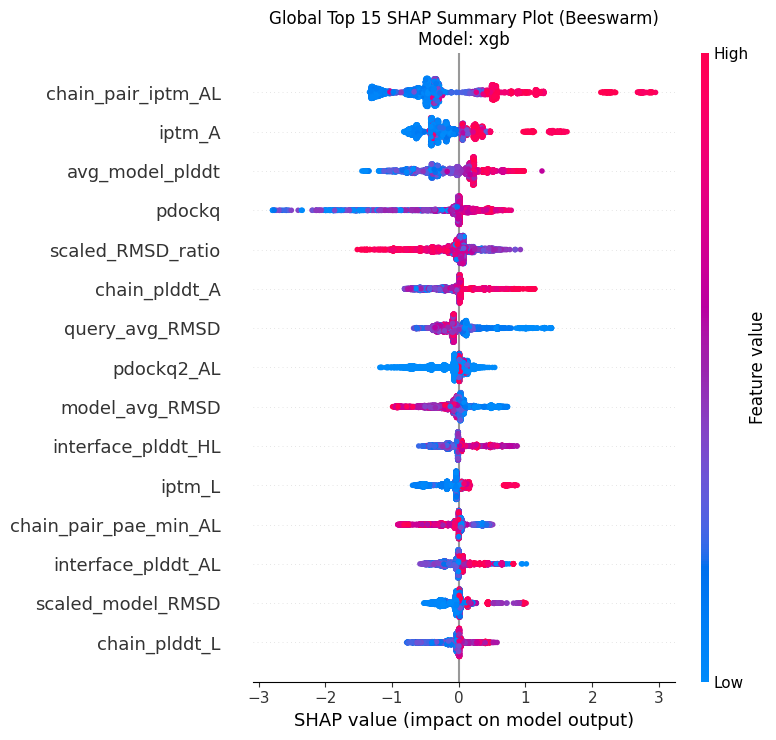 Global Top 15 SHAP Summary Plot (Beeswarm)
Model: xgb
High
chain_pair_iptm_AL
iptm_A
avg_model_plddt
pdockq
scaled_RMSD_ratio
chain_plddt_A
query_avg_RMSD
pdockq2_AL
model_avg_RMSD
interface_plddt_HL
iptm_L
chain_pair_pae_min_AL
interface_plddt_AL
scaled_model_RMSD
chain_plddt_L
Feature value
Low
−3 −2 −1 0 1 2 3
SHAP value (impact on model output)